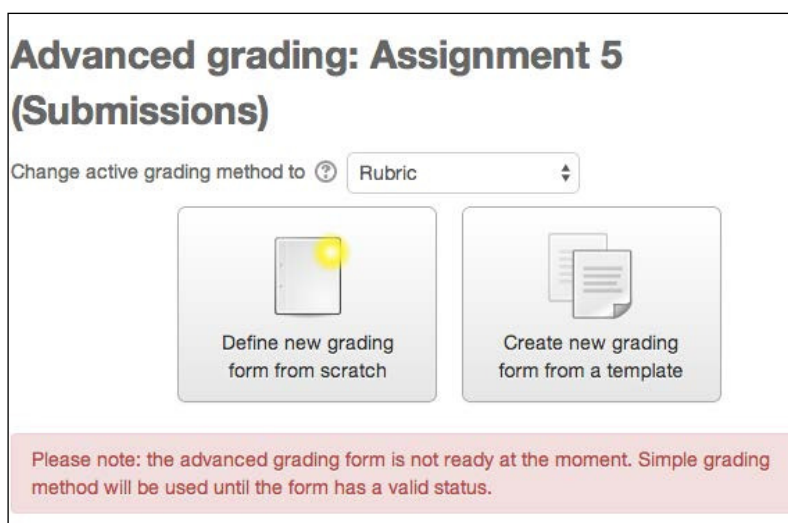 Advanced grading: Assignment 5
(Submissions)
Change active grading method to ? Rubric
Define new grading
form from scratch
Create new grading
form from a template
Please note: the advanced grading form is not ready at the moment. Simple grading
method will be used until the form has a valid status.